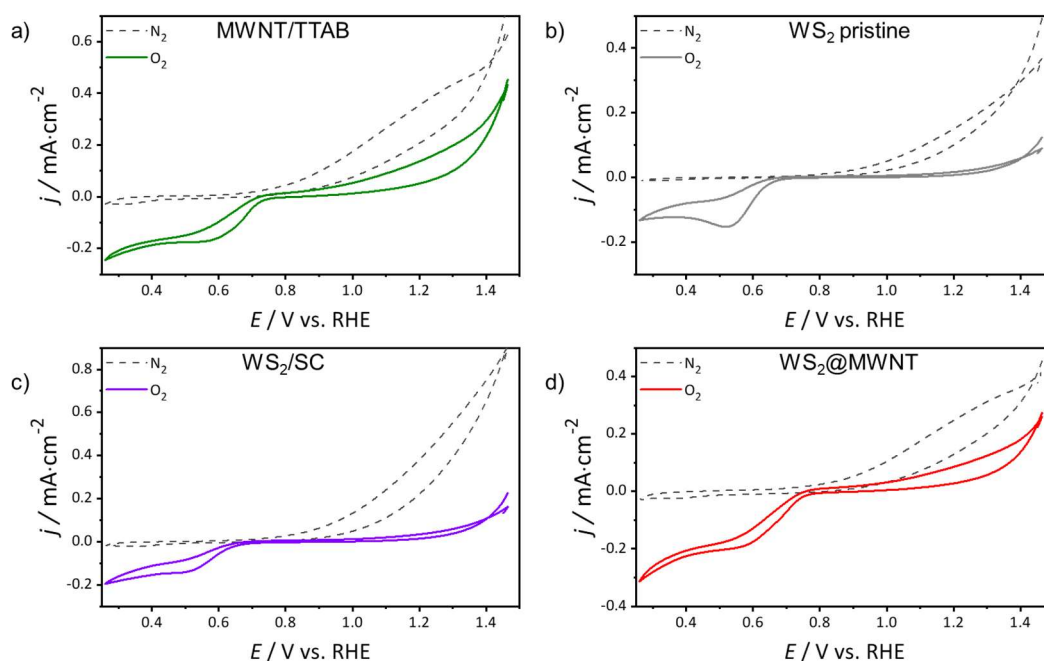 a)
MWNT/TTAB
N₂
O₂
0.6
0.4
0.2
0.0
-0.2
j / mA·cm⁻²
0.4 0.6 0.8 1.0 1.2 1.4
E / V vs. RHE
b)
WS₂ pristine
N₂
O₂
0.4
0.2
0.0
-0.2
j / mA·cm⁻²
0.4 0.6 0.8 1.0 1.2 1.4
E / V vs. RHE
c)
WS₂/SC
N₂
O₂
0.8
0.6
0.4
0.2
0.0
-0.2
j / mA·cm⁻²
0.4 0.6 0.8 1.0 1.2 1.4
E / V vs. RHE
d)
WS₂@MWNT
N₂
O₂
0.4
0.2
0.0
-0.2
-0.4
j / mA·cm⁻²
0.4 0.6 0.8 1.0 1.2 1.4
E / V vs. RHE